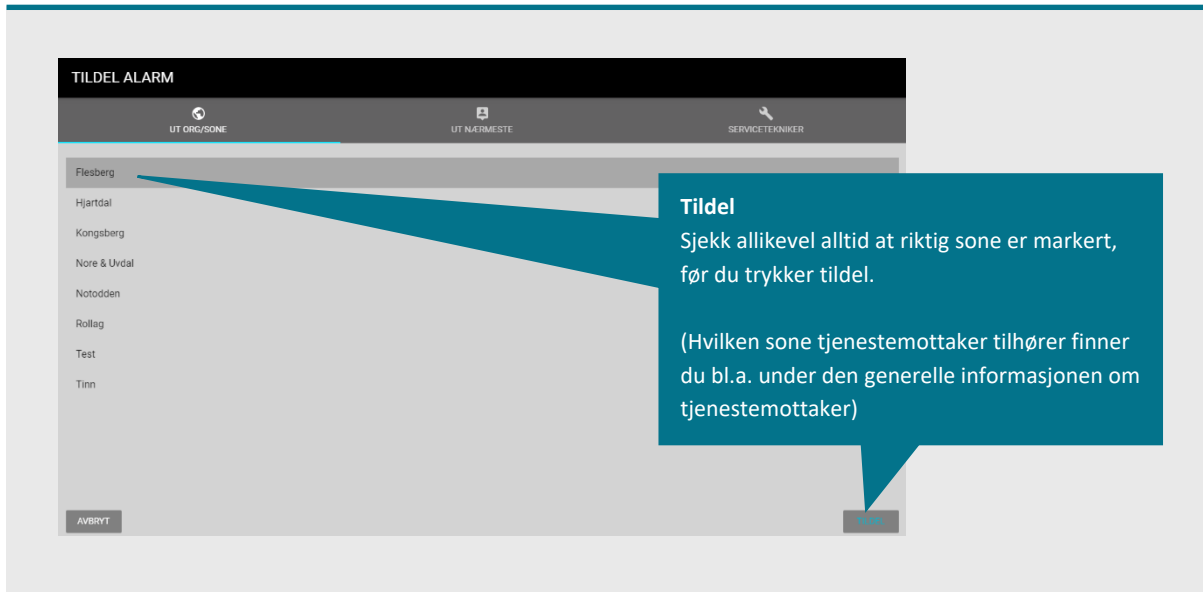 TILDEL ALARM
UT ORG/SONE
UT NÆRMESTE
SERVICETEKNIKER
Flesberg
Hjartdal
Kongsberg
Nore & Uvdal
Notodden
Rollag
Test
Tinn
Tildel
Sjekk allikevel alltid at riktig sone er markert,
før du trykker tildel.
(Hvilken sone tjenestemottaker tilhører finner
du bl.a. under den generelle informasjonen om
tjenestemottaker)
AVBRYT